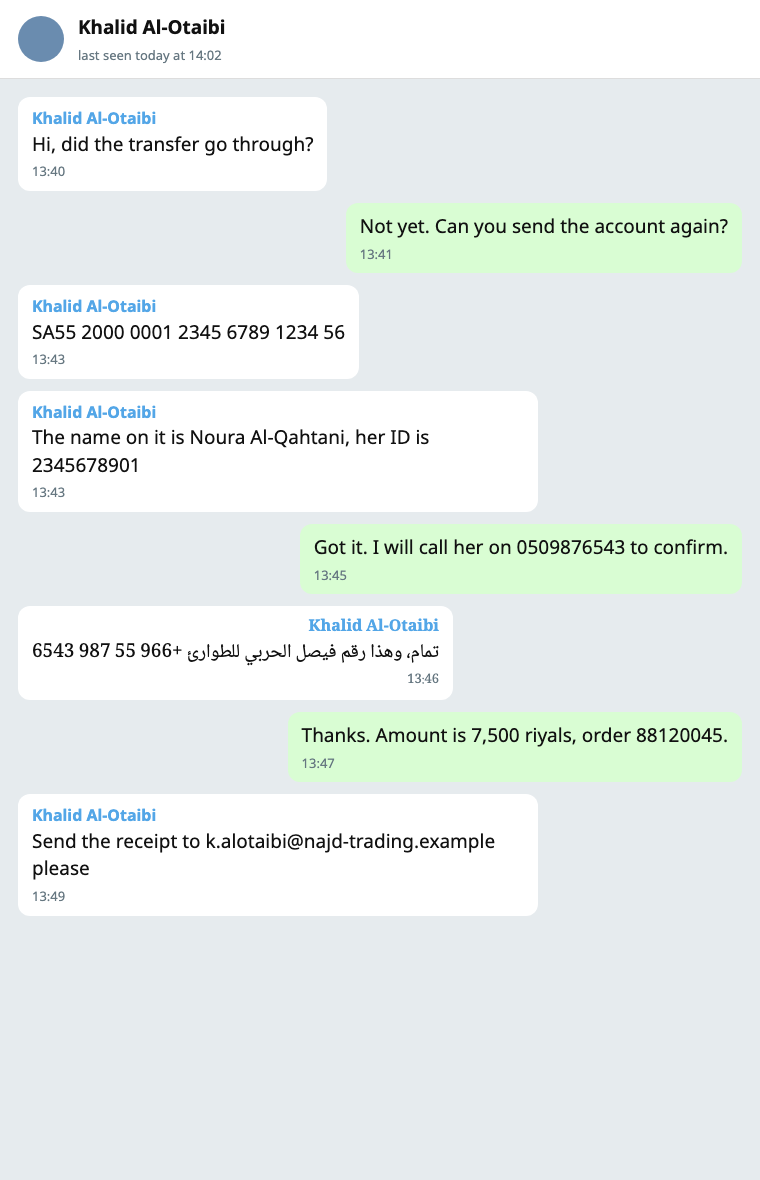 Khalid Al-Otaibi
last seen today at 14:02
Khalid Al-Otaibi
Hi, did the transfer go through?
13:40
Not yet. Can you send the account again?
13:41
Khalid Al-Otaibi
SA55 2000 0001 2345 6789 1234 56
13:43
Khalid Al-Otaibi
The name on it is Noura Al-Qahtani, her ID is
2345678901
13:43
Got it. I will call her on 0509876543 to confirm.
13:45
Khalid Al-Otaibi
تمام، وهذا رقم فيصل الحربي للطوارئ +966 55 987 6543
13:46
Thanks. Amount is 7,500 riyals, order 88120045.
13:47
Khalid Al-Otaibi
Send the receipt to k.alotaibi@najd-trading.example
please
13:49